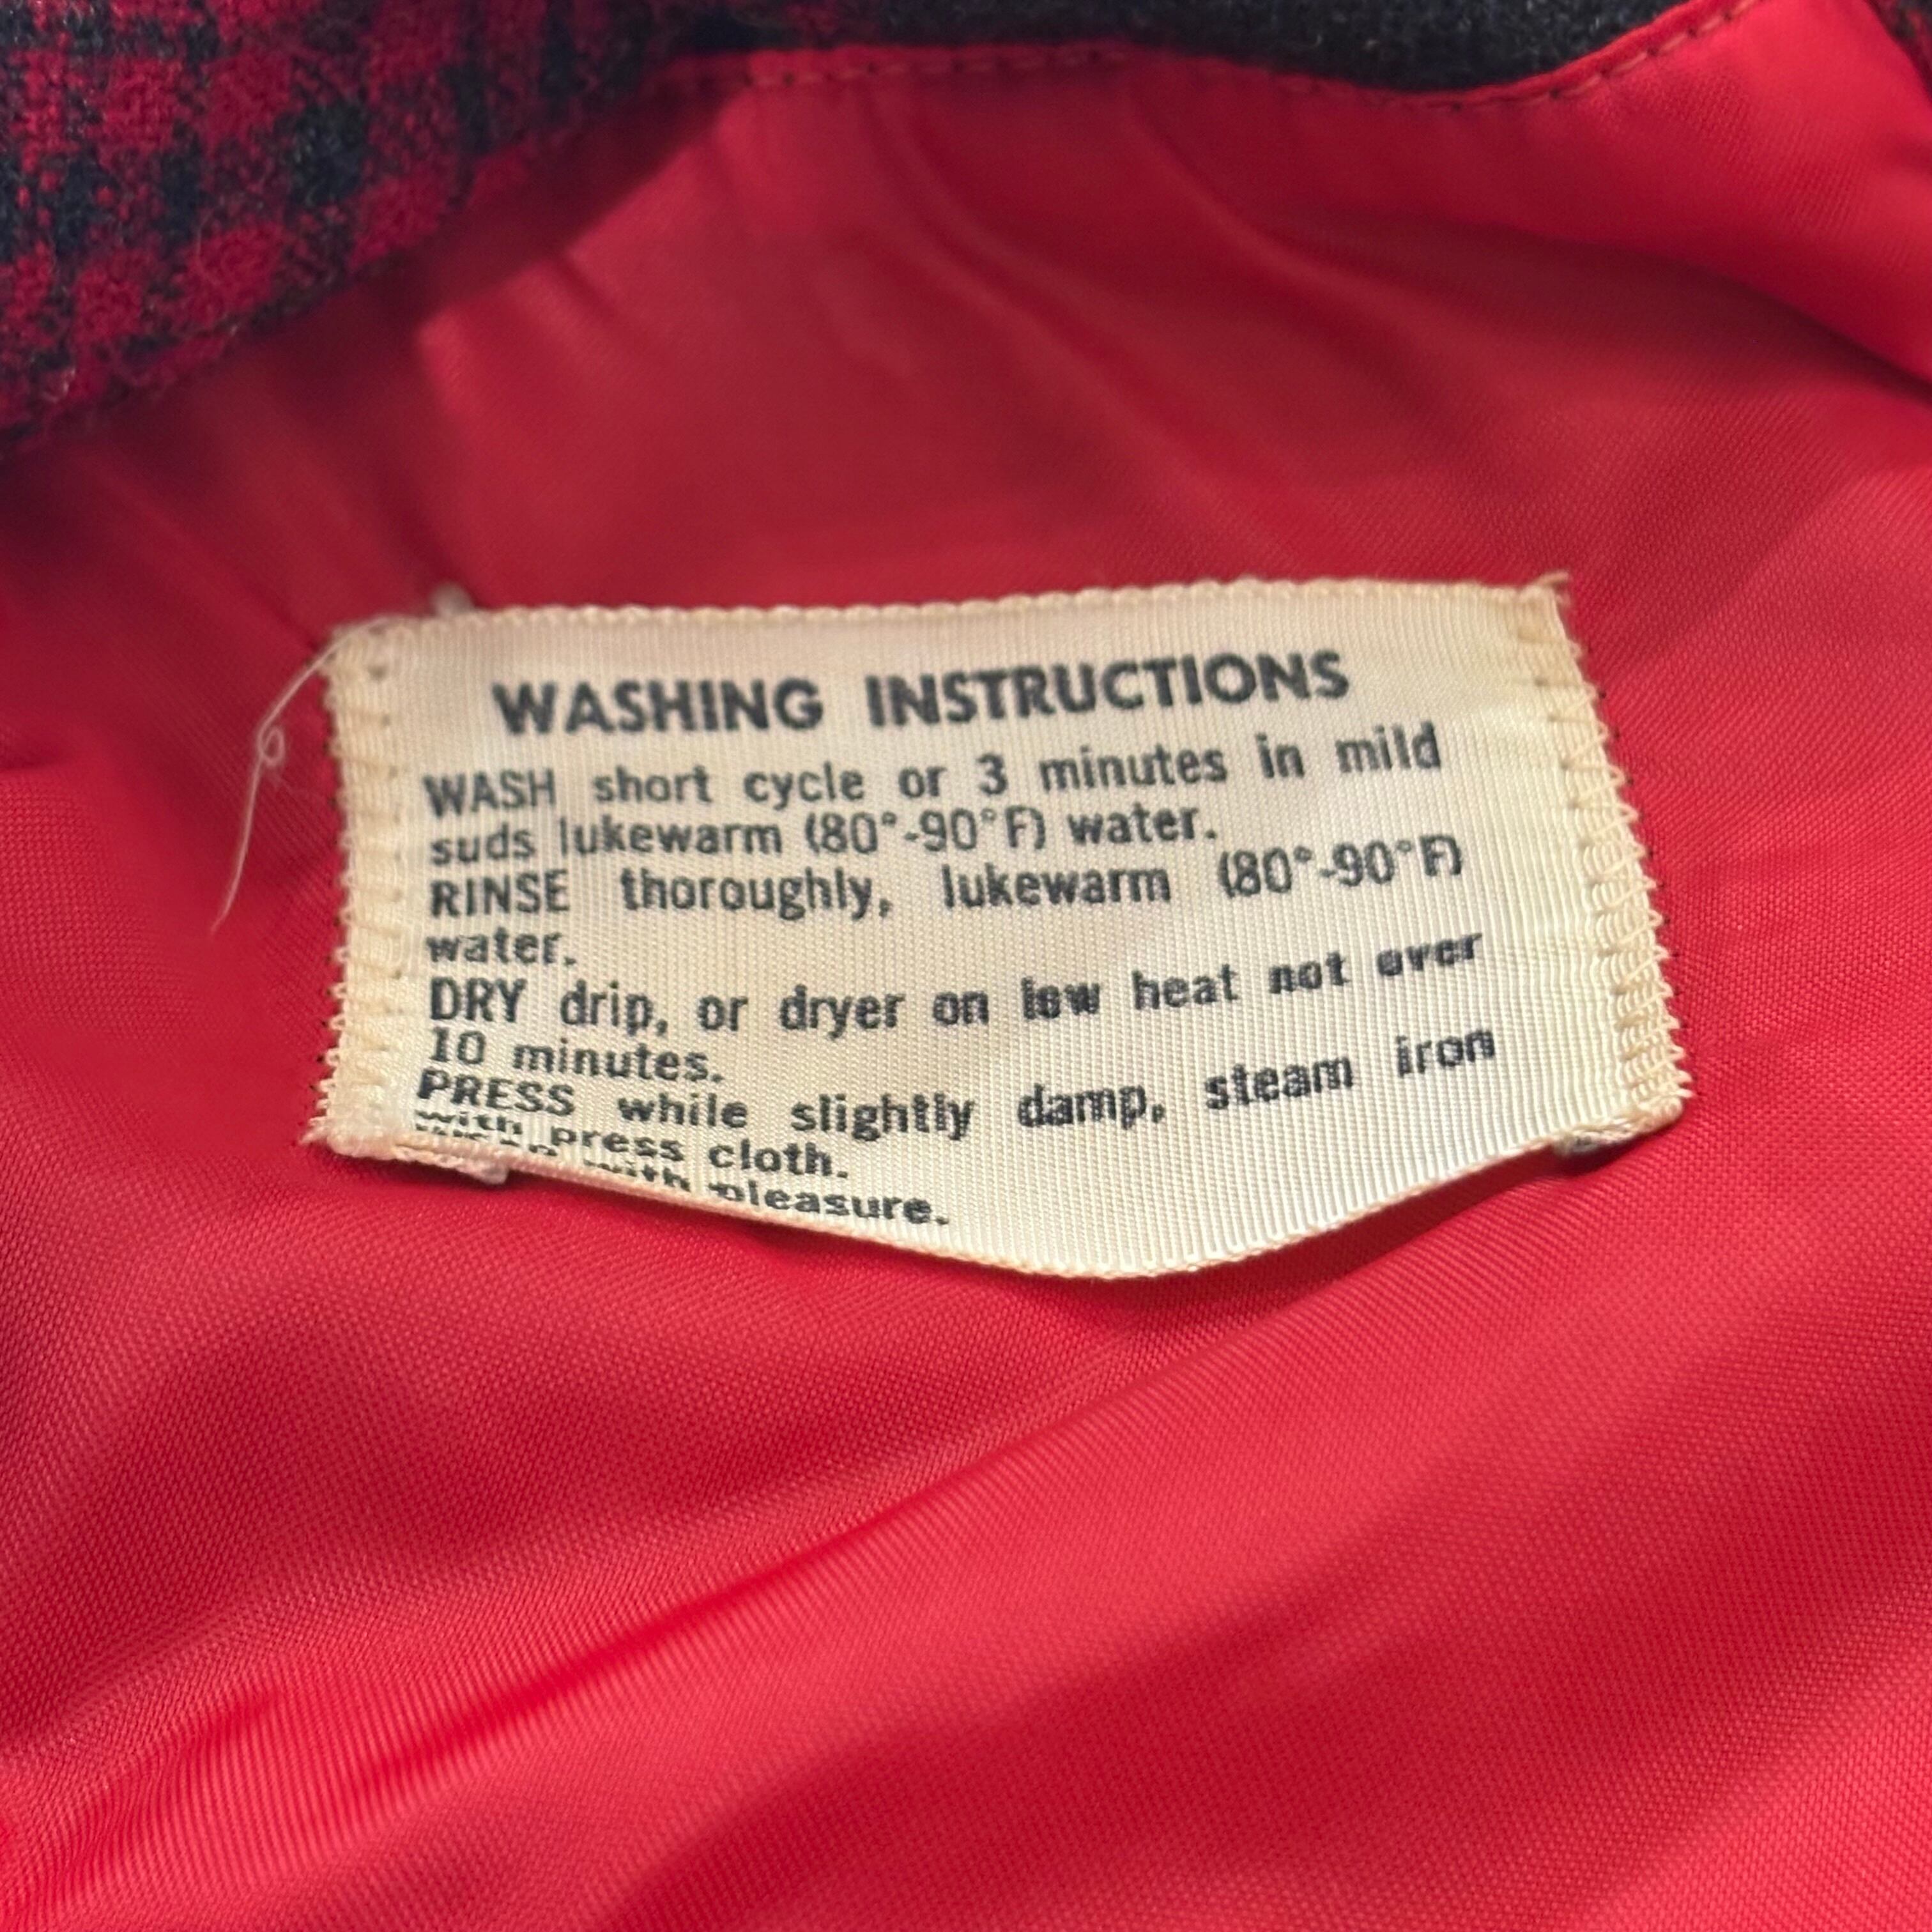 WASHING INSTRUCTIONS
WASH short cycle or 3 minutes in mild
suds lukewarm (80°-90°F) water.
RINSE thoroughly, lukewarm (80°-90°F)
water.
DRY drip, or dryer on low heat not over
10 minutes.
PRESS while slightly damp, steam iron
with press cloth.
with pleasure.